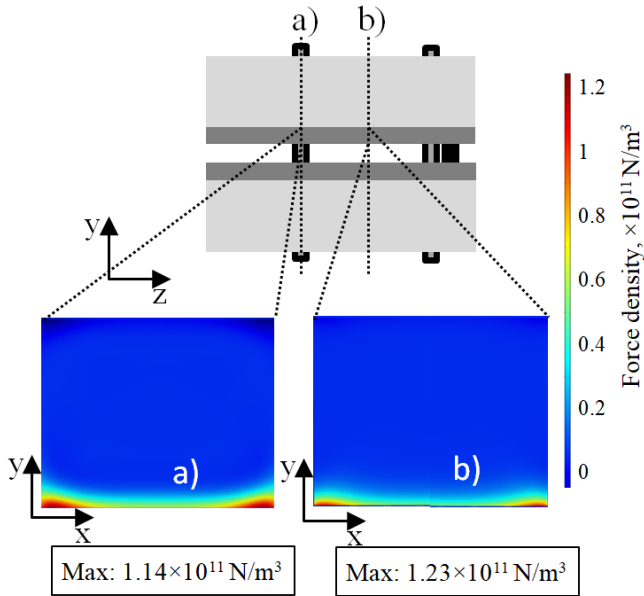 a)
b)
y
z
1.2
1
0.8
0.6
0.4
0.2
0
Force density, ×10¹¹ N/m³
a)
y
x
b)
y
x
Max: 1.14×10¹¹ N/m³
Max: 1.23×10¹¹ N/m³